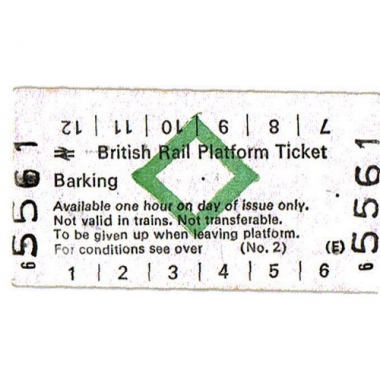 12 | 11 | 10 | 9 | 8 | 7
British Rail Platform Ticket
Barking
Available one hour on day of issue only.
Not valid in trains. Not transferable.
To be given up when leaving platform.
For conditions see over (No. 2) (E)
1 | 2 | 3 | 4 | 5 | 6